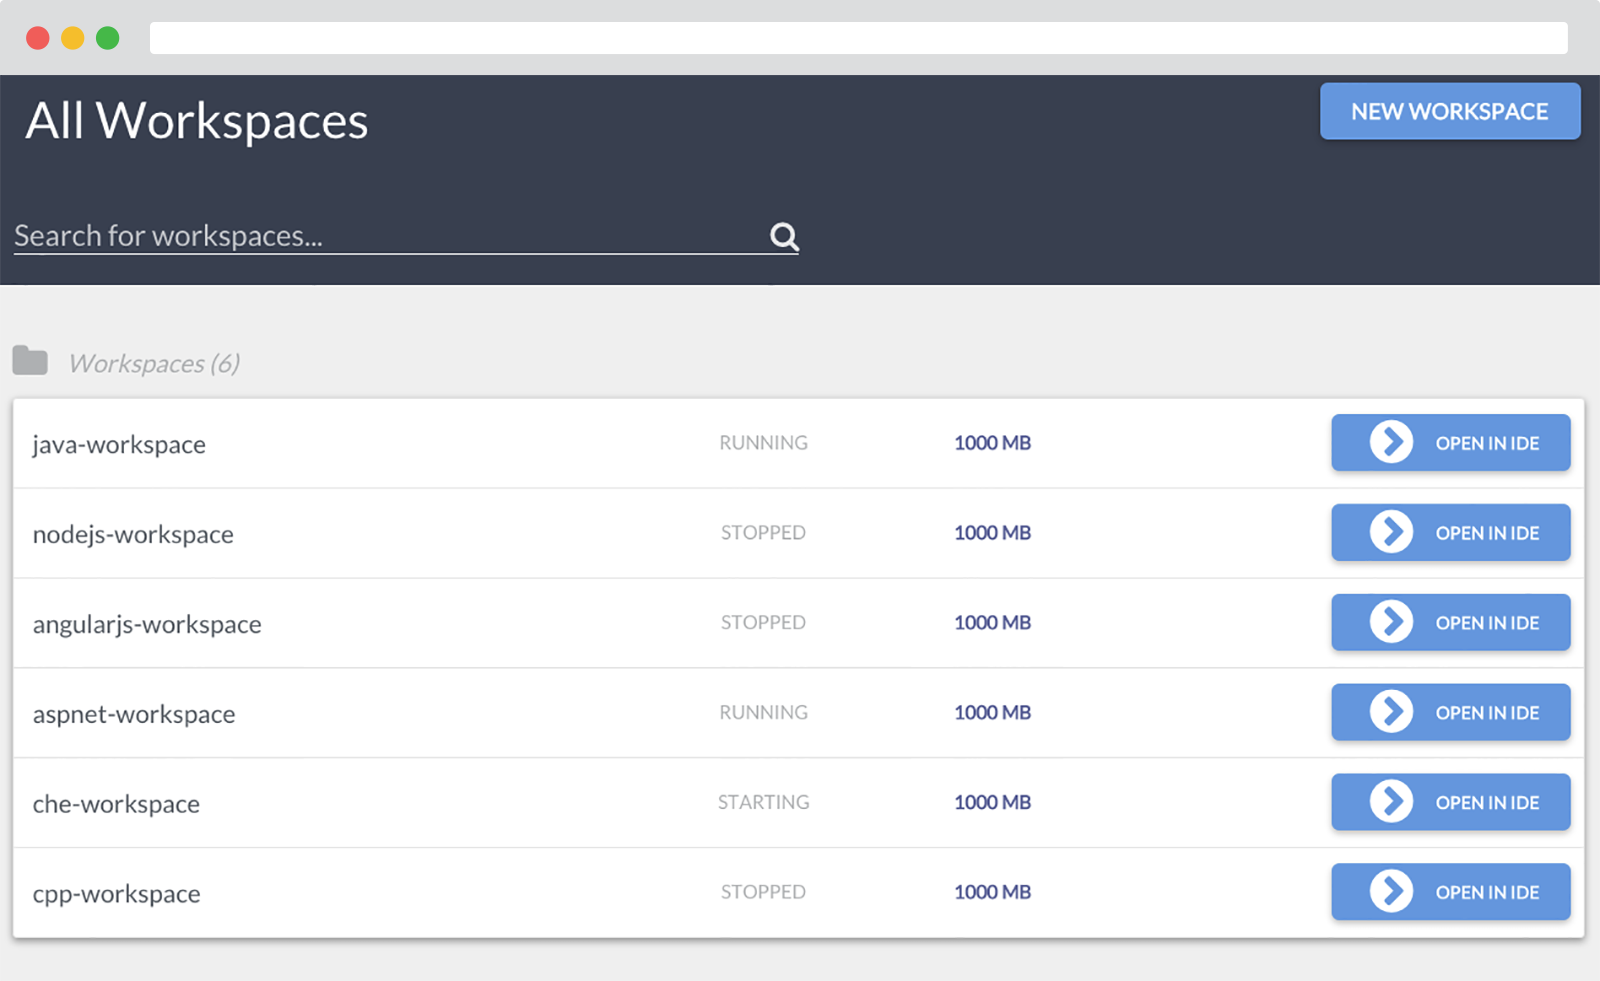 All Workspaces
NEW WORKSPACE
Search for workspaces...
Workspaces (6)
java-workspace RUNNING 1000 MB OPEN IN IDE
nodejs-workspace STOPPED 1000 MB OPEN IN IDE
angularjs-workspace STOPPED 1000 MB OPEN IN IDE
aspnet-workspace RUNNING 1000 MB OPEN IN IDE
che-workspace STARTING 1000 MB OPEN IN IDE
cpp-workspace STOPPED 1000 MB OPEN IN IDE